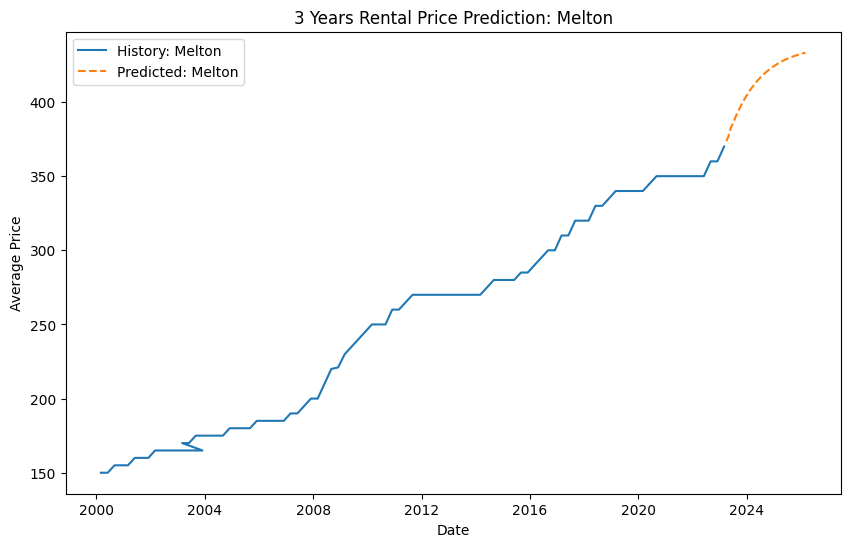 3 Years Rental Price Prediction: Melton
History: Melton
Predicted: Melton
Average Price
400
350
300
250
200
150
2000 2004 2008 2012 2016 2020 2024
Date